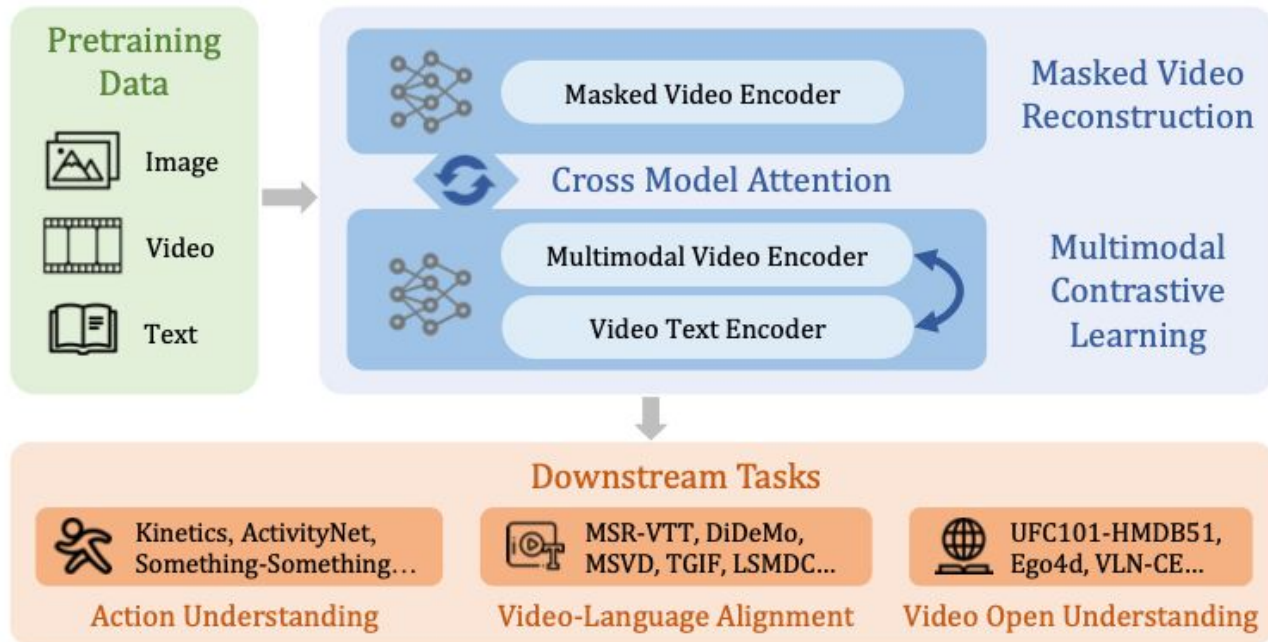 Pretraining
Data
Image
Video
Text
Masked Video Encoder
Masked Video
Reconstruction
Cross Model Attention
Multimodal Video Encoder
Video Text Encoder
Multimodal
Contrastive
Learning
Downstream Tasks
Kinetics, ActivityNet,
Something-Something...
Action Understanding
T
MSR-VTT, DiDeMo,
MSVD, TGIF, LSMDC...
Video-Language Alignment
UFC101-HMDB51,
Ego4d, VLN-CE...
Video Open Understanding